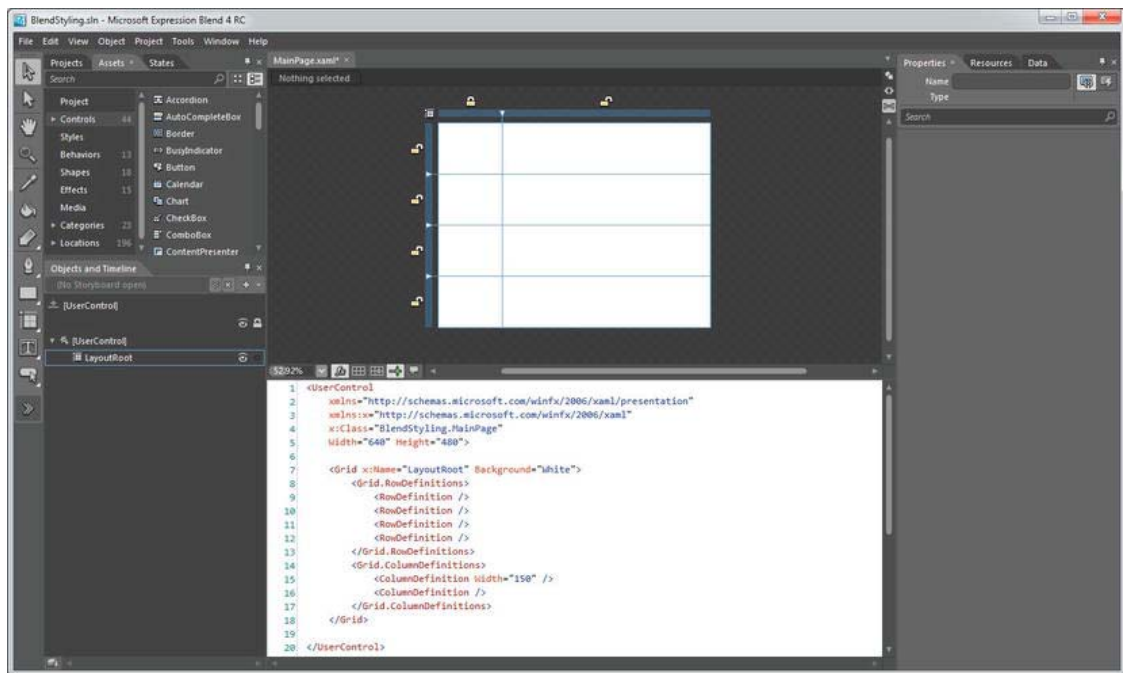 BlendStyling.sln - Microsoft Expression Blend 4 RC
File Edit View Object Project Tools Window Help
Projects Assets States
Search
Project
Controls 44
Styles
Behaviors 13
Shapes 18
Effects 15
Media
Categories 23
Locations 196
Accordion
AutoCompleteBox
Border
BusyIndicator
Button
Calendar
Chart
CheckBox
ComboBox
ContentPresenter
Objects and Timeline
(No Storyboard open)
[UserControl]
[UserControl]
LayoutRoot
MainPage.xaml*
Nothing selected
52.92%
1 <UserControl
2 xmlns="http://schemas.microsoft.com/winfx/2006/xaml/presentation"
3 xmlns:x="http://schemas.microsoft.com/winfx/2006/xaml"
4 x:Class="BlendStyling.MainPage"
5 Width="640" Height="480">
6
7 <Grid x:Name="LayoutRoot" Background="White">
8 <Grid.RowDefinitions>
9 <RowDefinition />
10 <RowDefinition />
11 <RowDefinition />
12 <RowDefinition />
13 </Grid.RowDefinitions>
14 <Grid.ColumnDefinitions>
15 <ColumnDefinition Width="150" />
16 <ColumnDefinition />
17 </Grid.ColumnDefinitions>
18 </Grid>
19
20 </UserControl>
Properties Resources Data
Name
Type
Search